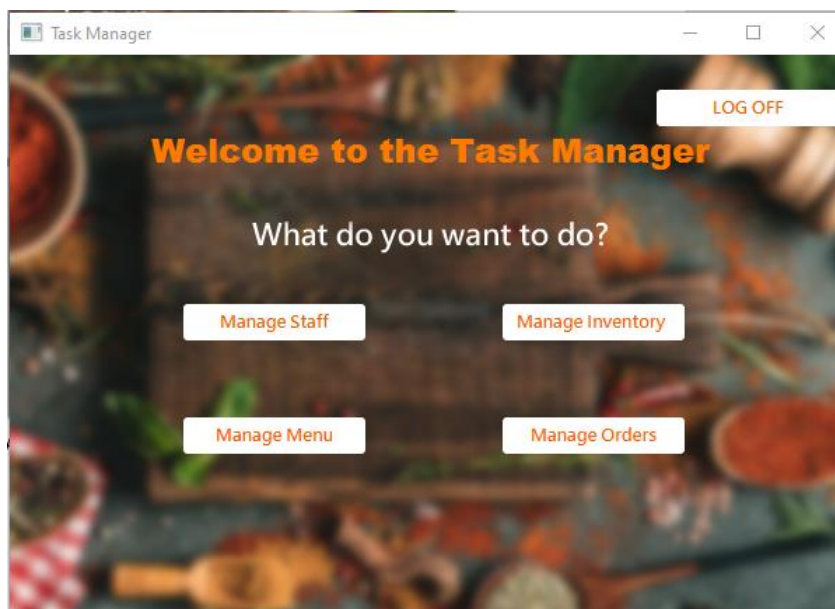 Task Manager
LOG OFF
Welcome to the Task Manager
What do you want to do?
Manage Staff
Manage Inventory
Manage Menu
Manage Orders